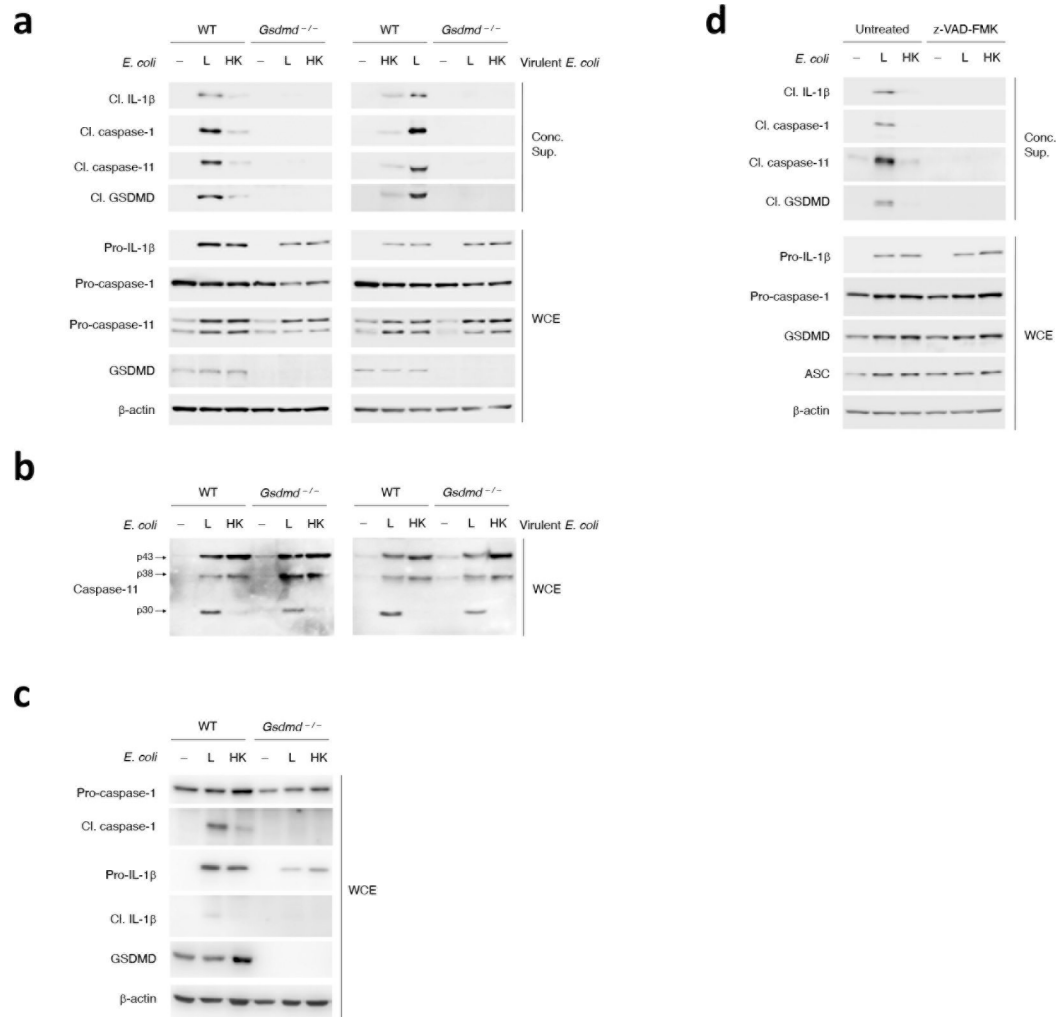 a
WT Gsdmd –/– WT Gsdmd –/–
E. coli – L HK – L HK – HK L – L HK Virulent E. coli
Cl. IL-1β
Cl. caspase-1
Cl. caspase-11
Cl. GSDMD
Conc. Sup.
Pro-IL-1β
Pro-caspase-1
Pro-caspase-11
GSDMD
β-actin
WCE
b
WT Gsdmd –/– WT Gsdmd –/–
E. coli – L HK – L HK – L HK – L HK Virulent E. coli
p43→
p38→
Caspase-11
p30→
WCE
c
WT Gsdmd –/–
E. coli – L HK – L HK
Pro-caspase-1
Cl. caspase-1
Pro-IL-1β
Cl. IL-1β
GSDMD
β-actin
WCE
d
Untreated z-VAD-FMK
E. coli – L HK – L HK
Cl. IL-1β
Cl. caspase-1
Cl. caspase-11
Cl. GSDMD
Conc.
Sup.
Pro-IL-1β
Pro-caspase-1
GSDMD
ASC
β-actin
WCE